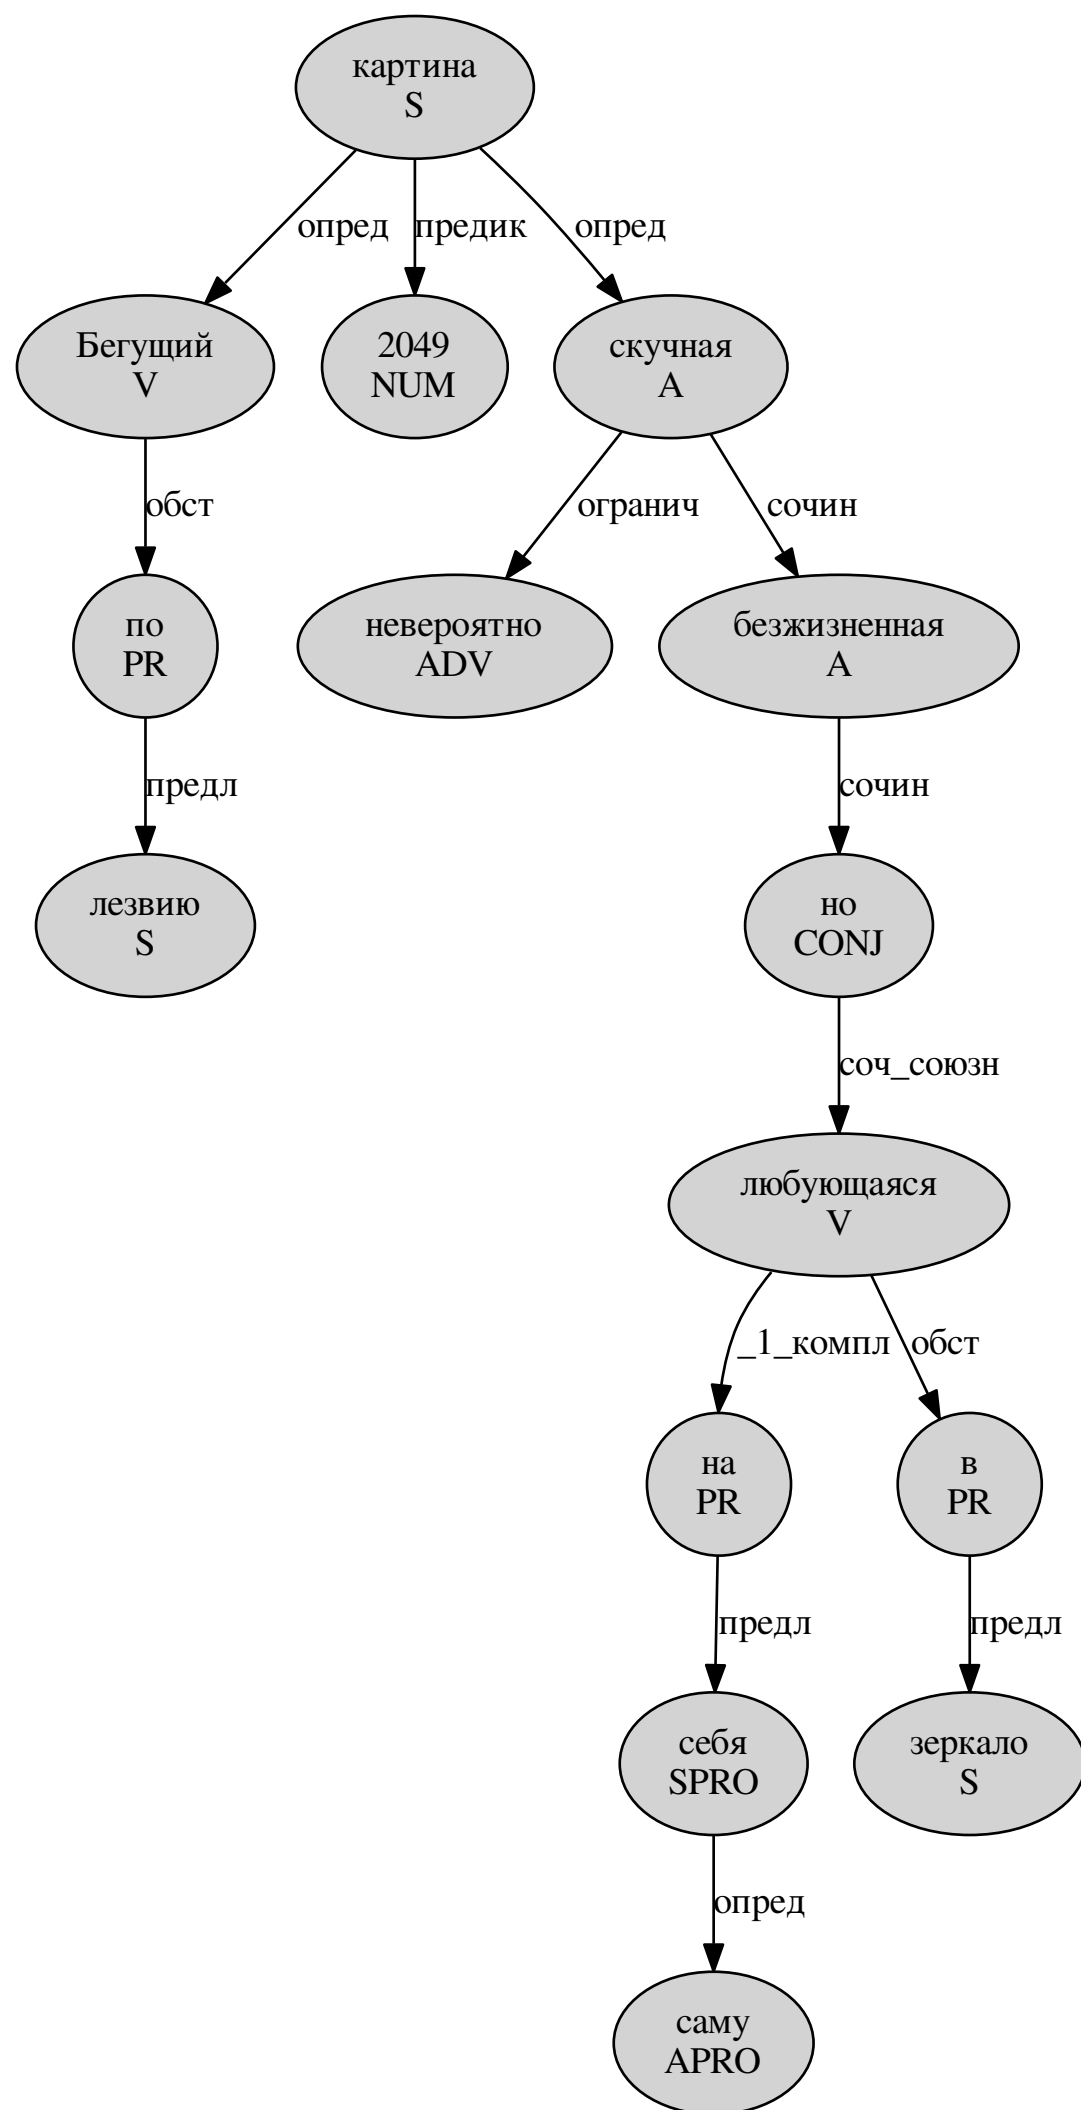 картина
S
опред
предик
опред
Бегущий
V
2049
NUM
скучная
A
обст
огранич
сочин
по
PR
невероятно
ADV
безжизненная
A
предл
сочин
лезвию
S
но
CONJ
соч_союзн
любующаяся
V
_1_компл
обст
на
PR
в
PR
предл
предл
себя
SPRO
зеркало
S
опред
саму
APRO